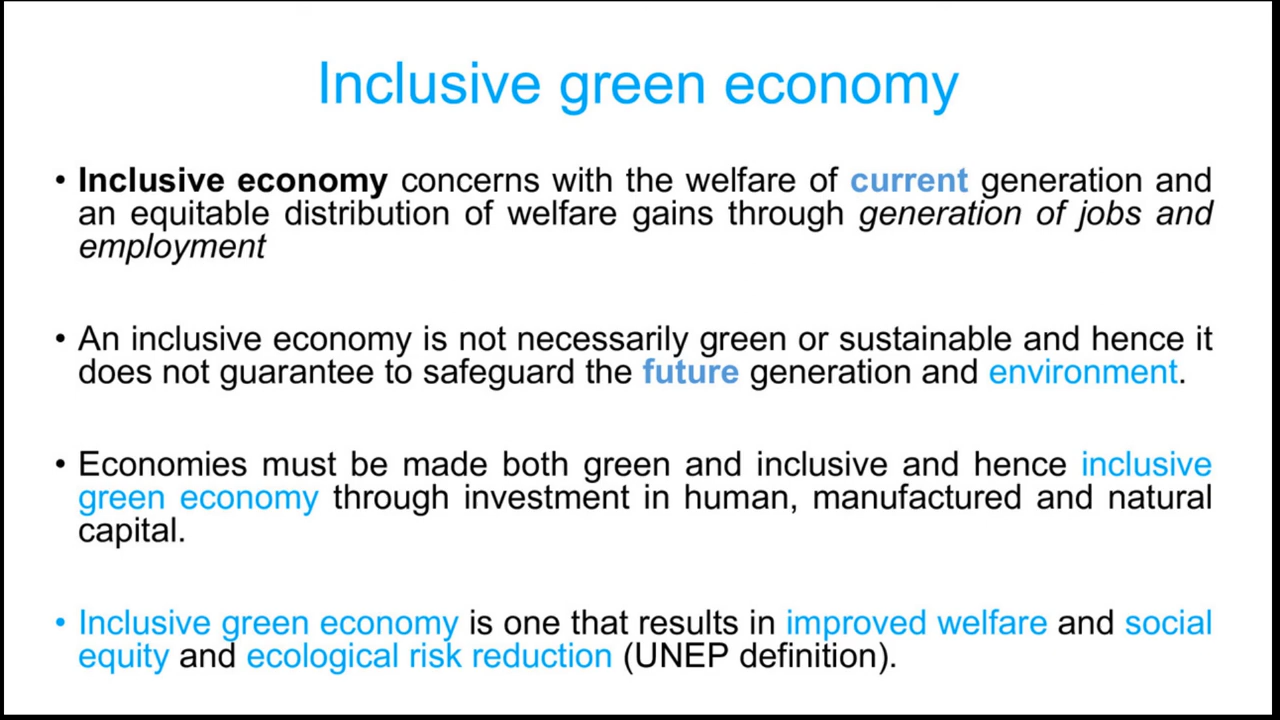 Inclusive green economy
• Inclusive economy concerns with the welfare of current generation and
an equitable distribution of welfare gains through generation of jobs and
employment
• An inclusive economy is not necessarily green or sustainable and hence it
does not guarantee to safeguard the future generation and environment.
• Economies must be made both green and inclusive and hence inclusive
green economy through investment in human, manufactured and natural
capital.
• Inclusive green economy is one that results in improved welfare and social
equity and ecological risk reduction (UNEP definition).